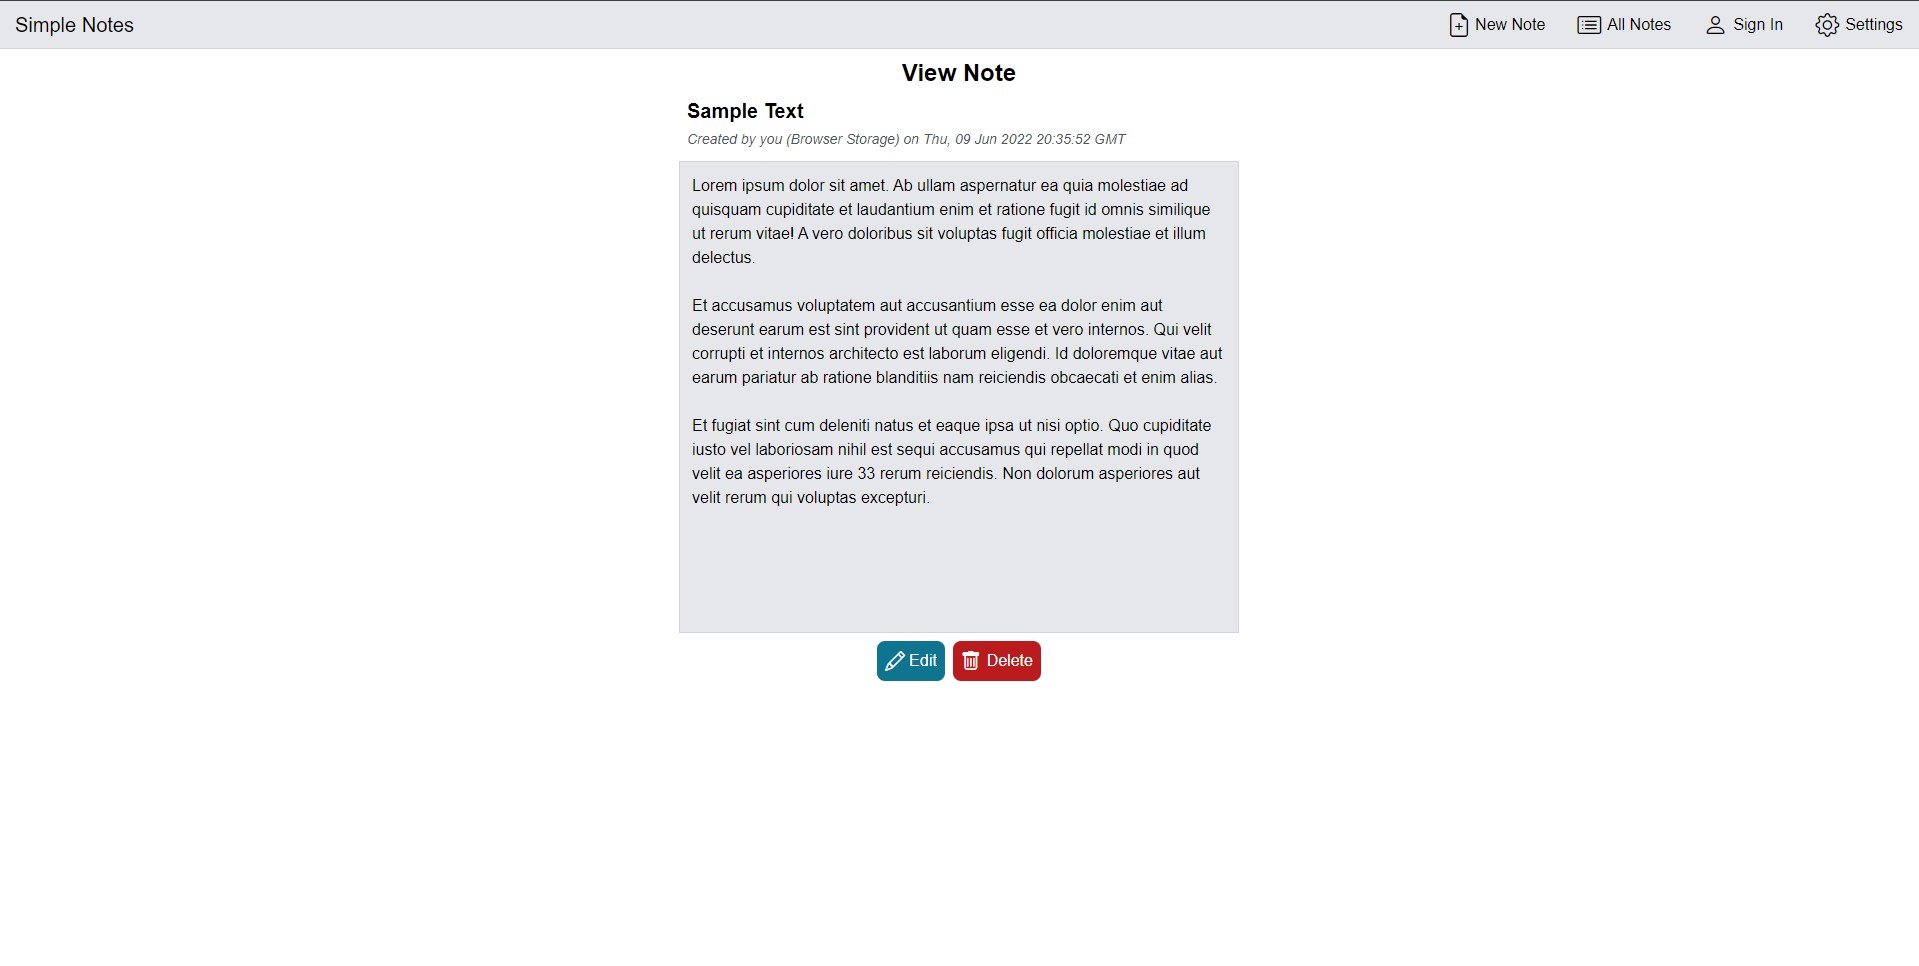 Simple Notes
New Note
All Notes
Sign In
Settings
View Note
Sample Text
Created by you (Browser Storage) on Thu, 09 Jun 2022 20:35:52 GMT
Lorem ipsum dolor sit amet. Ab ullam aspernatur ea quia molestiae ad
quisquam cupiditate et laudantium enim et ratione fugit id omnis similique
ut rerum vitae! A vero doloribus sit voluptas fugit officia molestiae et illum
delectus.
Et accusamus voluptatem aut accusantium esse ea dolor enim aut
deserunt earum est sint provident ut quam esse et vero internos. Qui velit
corrupti et internos architecto est laborum eligendi. Id doloremque vitae aut
earum pariatur ab ratione blanditiis nam reiciendis obcaecati et enim alias.
Et fugiat sint cum deleniti natus et eaque ipsa ut nisi optio. Quo cupiditate
iusto vel laboriosam nihil est sequi accusamus qui repellat modi in quod
velit ea asperiores iure 33 rerum reiciendis. Non dolorum asperiores aut
velit rerum qui voluptas excepturi.
Edit
Delete